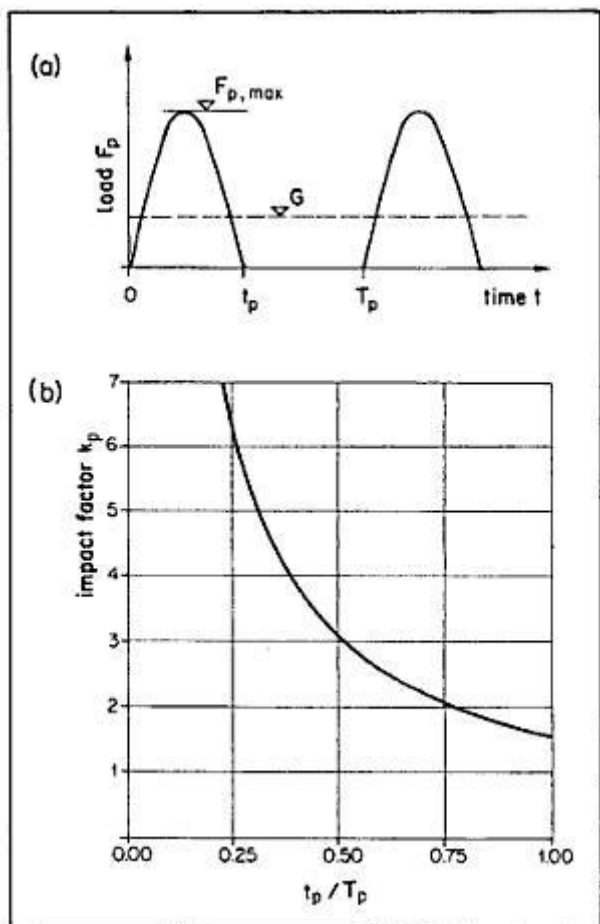 (a)
F_p,max
G
load F_p
0
t_p
T_p
time t
(b)
impact factor k_p
7
6
5
4
3
2
1
0.00
0.25
0.50
0.75
1.00
t_p / T_p